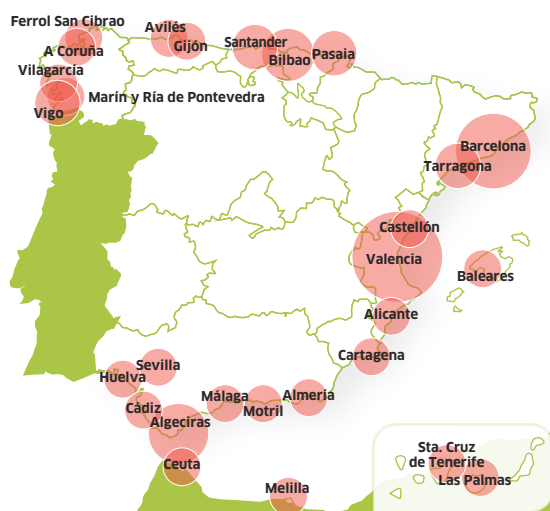 Ferrol San Cibrao
A Coruña
Vilagarcía
Marín y Ría de Pontevedra
Vigo
Avilés
Gijón
Santander
Bilbao
Pasaia
Barcelona
Tarragona
Castellón
Valencia
Baleares
Alicante
Cartagena
Sevilla
Huelva
Cádiz
Algeciras
Málaga
Motril
Almería
Ceuta
Melilla
Sta. Cruz
de Tenerife
Las Palmas